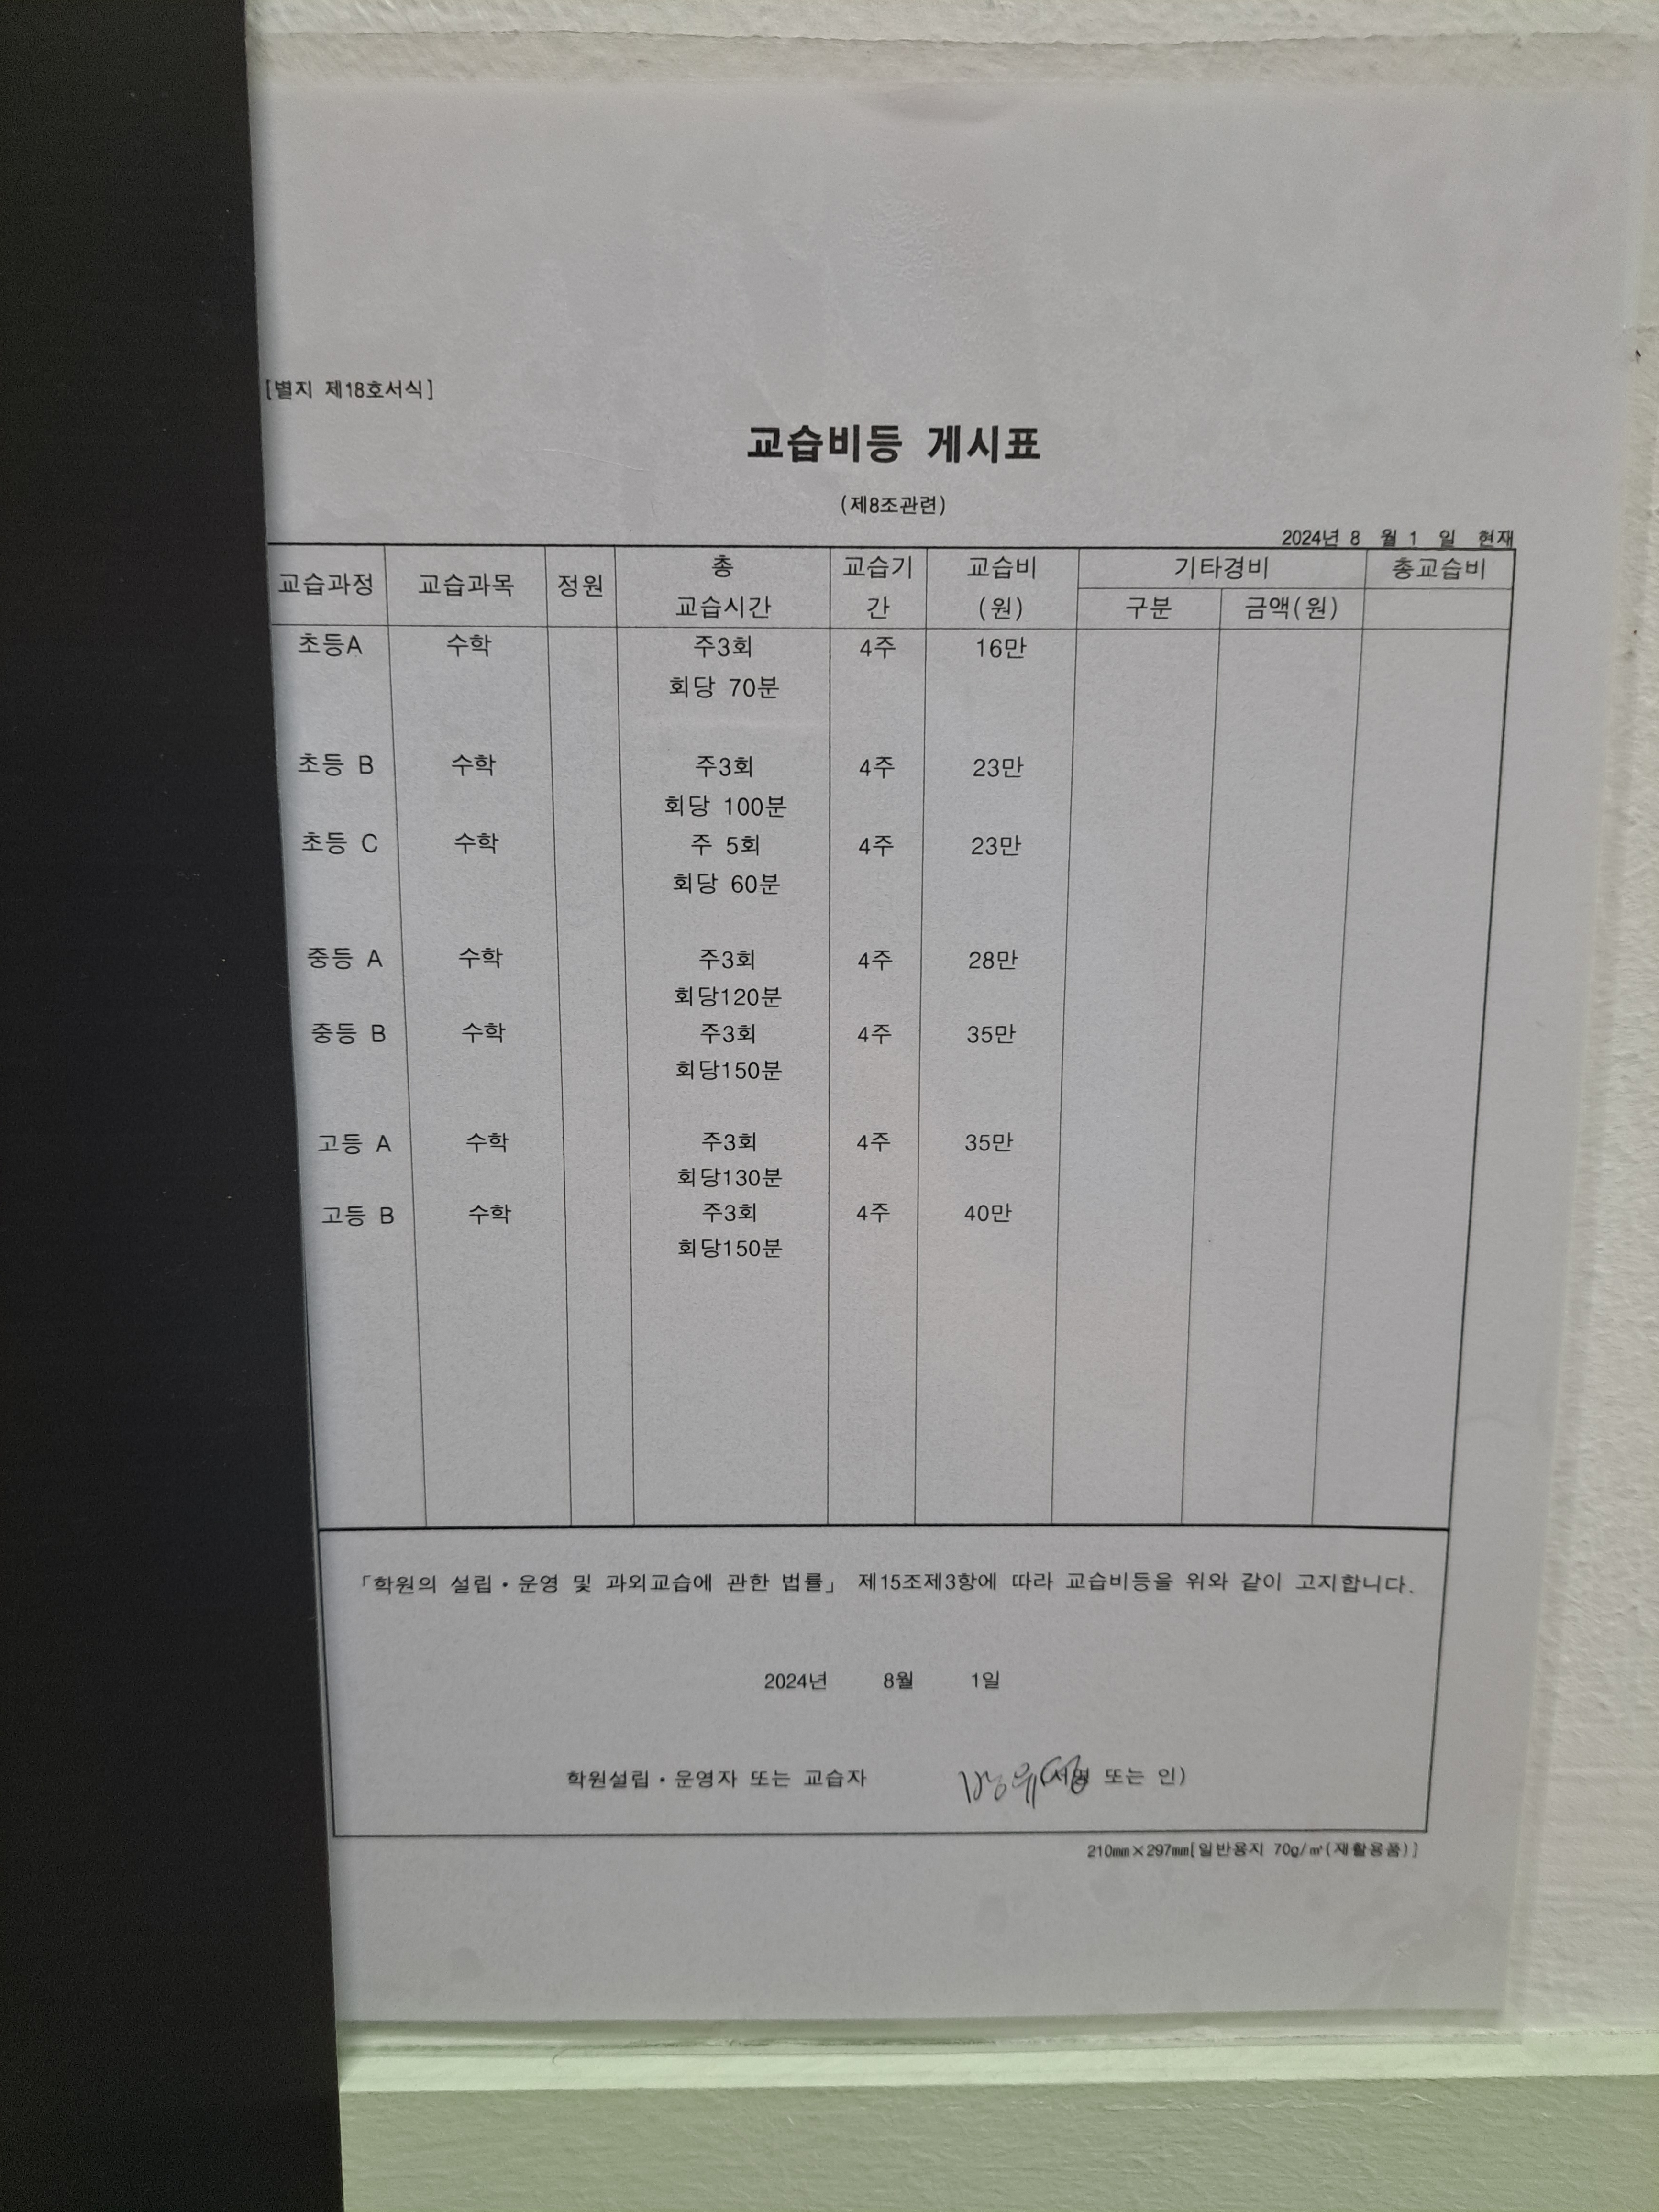 [별지 제18호서식]
교습비등 게시표
(제8조관련)
2024년 8 월 1 일 현재
교습과정 교습과목 정원 총 교습시간 교습기간 교습비 (원) 기타경비 총교습비
구분 금액(원)
초등A 수학 주3회 4주 16만
회당 70분
초등 B 수학 주3회 4주 23만
회당 100분
초등 C 수학 주 5회 4주 23만
회당 60분
중등 A 수학 주3회 4주 28만
회당120분
중등 B 수학 주3회 4주 35만
회당150분
고등 A 수학 주3회 4주 35만
회당130분
고등 B 수학 주3회 4주 40만
회당150분
「학원의 설립·운영 및 과외교습에 관한 법률」 제15조제3항에 따라 교습비등을 위와 같이 고지합니다.
2024년 8월 1일
학원설립·운영자 또는 교습자 (서명 또는 인)
210㎜×297㎜[일반용지 70g/㎡(재활용품)]